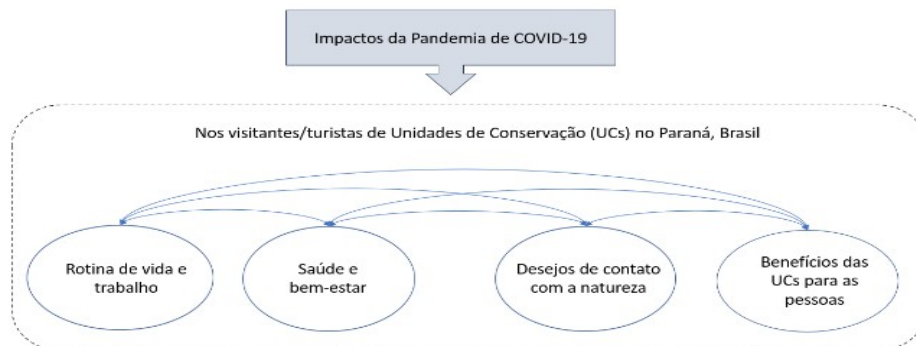 Impactos da Pandemia de COVID-19
Nos visitantes/turistas de Unidades de Conservação (UCs) no Paraná, Brasil
Rotina de vida e
trabalho
Saúde e
bem-estar
Desejos de contato
com a natureza
Benefícios das
UCs para as
pessoas